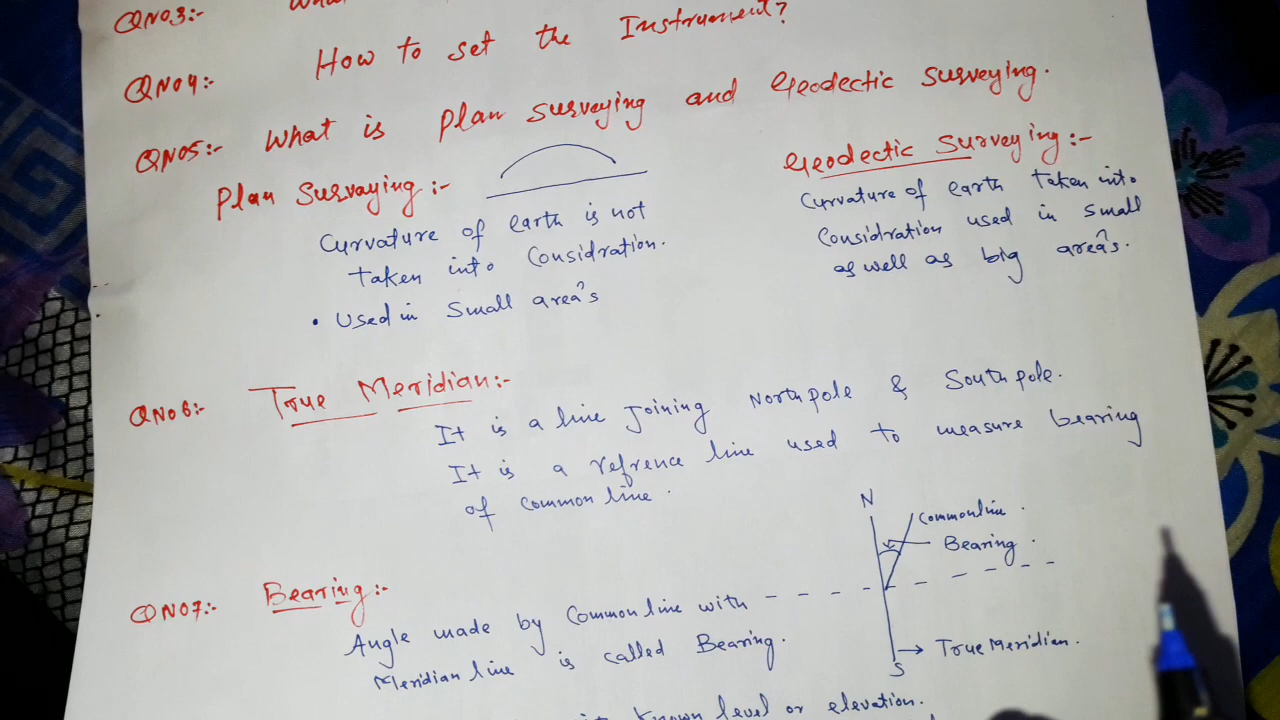 QNO3:-
QNO4:- How to set the Instrument?
QNO5:- What is Plan surveying and Geodectic Surveying.
Plan Survaying:-
Curvature of earth is not
taken into Considration.
• Used in Small area's
Geodectic Surveying:-
Curvature of earth taken into
Considration used in small
as well as big area's.
QNO6:- True Meridian:-
It is a line Joining North pole & South pole.
It is a refrence line used to measure bearing
of common line.
N
Common line.
Bearing.
S
True Meridian.
QNO7:- Bearing:-
Angle made by Common line with
Meridian line is called Bearing.
Known level or elevation.